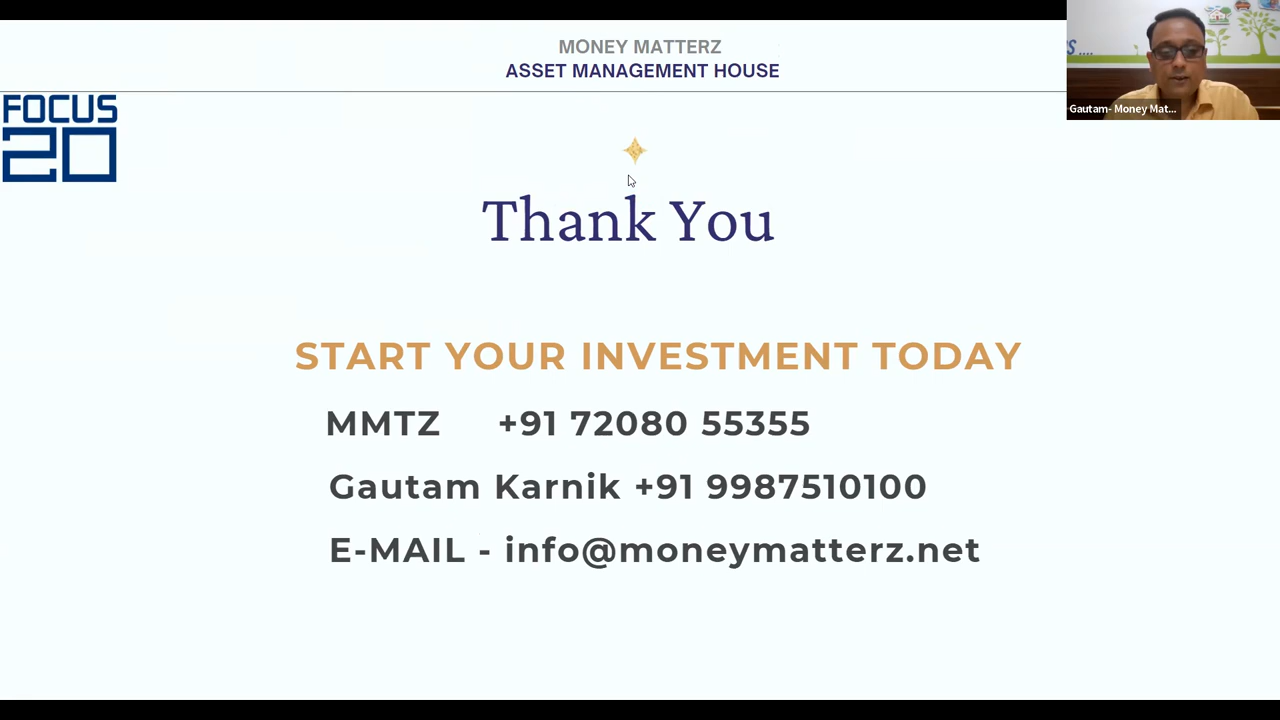 MONEY MATTERZ
ASSET MANAGEMENT HOUSE
FOCUS
20
Gautam- Money Mat...
Thank You
START YOUR INVESTMENT TODAY
MMTZ +91 72080 55355
Gautam Karnik +91 9987510100
E-MAIL - info@moneymatterz.net